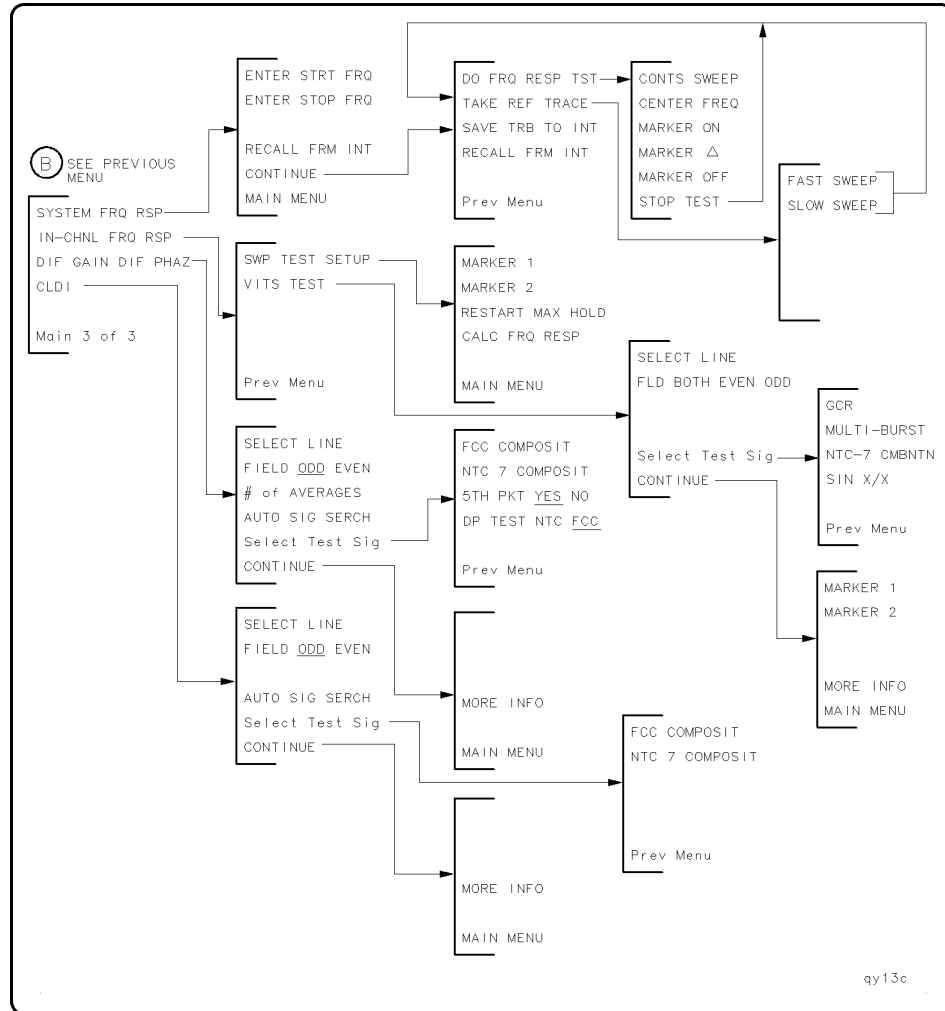 B SEE PREVIOUS
MENU
SYSTEM FRQ RSP
IN-CHNL FRQ RSP
DIF GAIN DIF PHAZ
CLDI
Main 3 of 3
ENTER STRT FRQ
ENTER STOP FRQ
RECALL FRM INT
CONTINUE
MAIN MENU
DO FRQ RESP TST
TAKE REF TRACE
SAVE TRB TO INT
RECALL FRM INT
Prev Menu
CONTS SWEEP
CENTER FREQ
MARKER ON
MARKER △
MARKER OFF
STOP TEST
FAST SWEEP
SLOW SWEEP
SWP TEST SETUP
VITS TEST
Prev Menu
MARKER 1
MARKER 2
RESTART MAX HOLD
CALC FRQ RESP
MAIN MENU
SELECT LINE
FLD BOTH EVEN ODD
Select Test Sig
CONTINUE
GCR
MULTI-BURST
NTC-7 CMBNTN
SIN X/X
Prev Menu
MARKER 1
MARKER 2
MORE INFO
MAIN MENU
SELECT LINE
FIELD ODD EVEN
# of AVERAGES
AUTO SIG SERCH
Select Test Sig
CONTINUE
FCC COMPOSIT
NTC 7 COMPOSIT
5TH PKT YES NO
DP TEST NTC FCC
Prev Menu
MORE INFO
MAIN MENU
SELECT LINE
FIELD ODD EVEN
AUTO SIG SERCH
Select Test Sig
CONTINUE
FCC COMPOSIT
NTC 7 COMPOSIT
Prev Menu
MORE INFO
MAIN MENU
qy13c